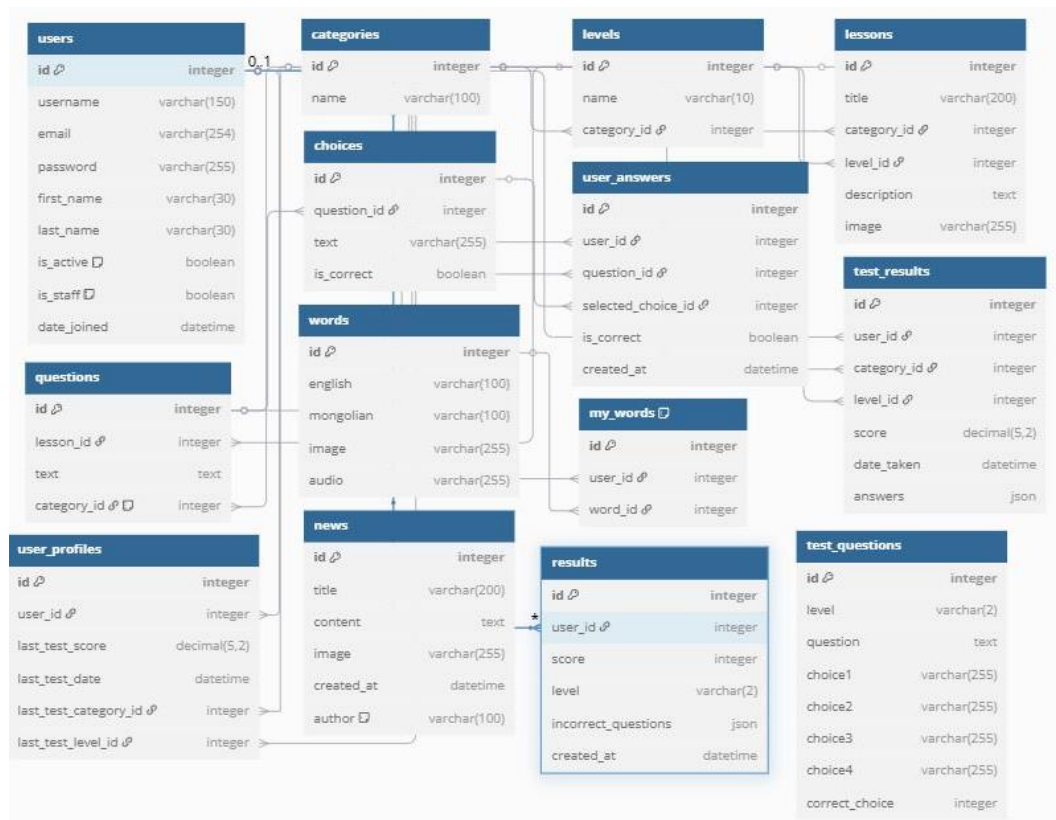 users
id integer
username varchar(150)
email varchar(254)
password varchar(255)
first_name varchar(30)
last_name varchar(30)
is_active boolean
is_staff boolean
date_joined datetime
0..1
categories
id integer
name varchar(100)
levels
id integer
name varchar(10)
category_id integer
lessons
id integer
title varchar(200)
category_id integer
level_id integer
description text
image varchar(255)
choices
id integer
question_id integer
text varchar(255)
is_correct boolean
user_answers
id integer
user_id integer
question_id integer
selected_choice_id integer
is_correct boolean
created_at datetime
test_results
id integer
user_id integer
category_id integer
level_id integer
score decimal(5,2)
date_taken datetime
answers json
words
id integer
english varchar(100)
mongolian varchar(100)
image varchar(255)
audio varchar(255)
questions
id integer
lesson_id integer
text text
category_id integer
my_words
id integer
user_id integer
word_id integer
user_profiles
id integer
user_id integer
last_test_score decimal(5,2)
last_test_date datetime
last_test_category_id integer
last_test_level_id integer
news
id integer
title varchar(200)
content text
image varchar(255)
created_at datetime
author varchar(100)
*
results
id integer
user_id integer
score integer
level varchar(2)
incorrect_questions json
created_at datetime
test_questions
id integer
level varchar(2)
question text
choice1 varchar(255)
choice2 varchar(255)
choice3 varchar(255)
choice4 varchar(255)
correct_choice integer